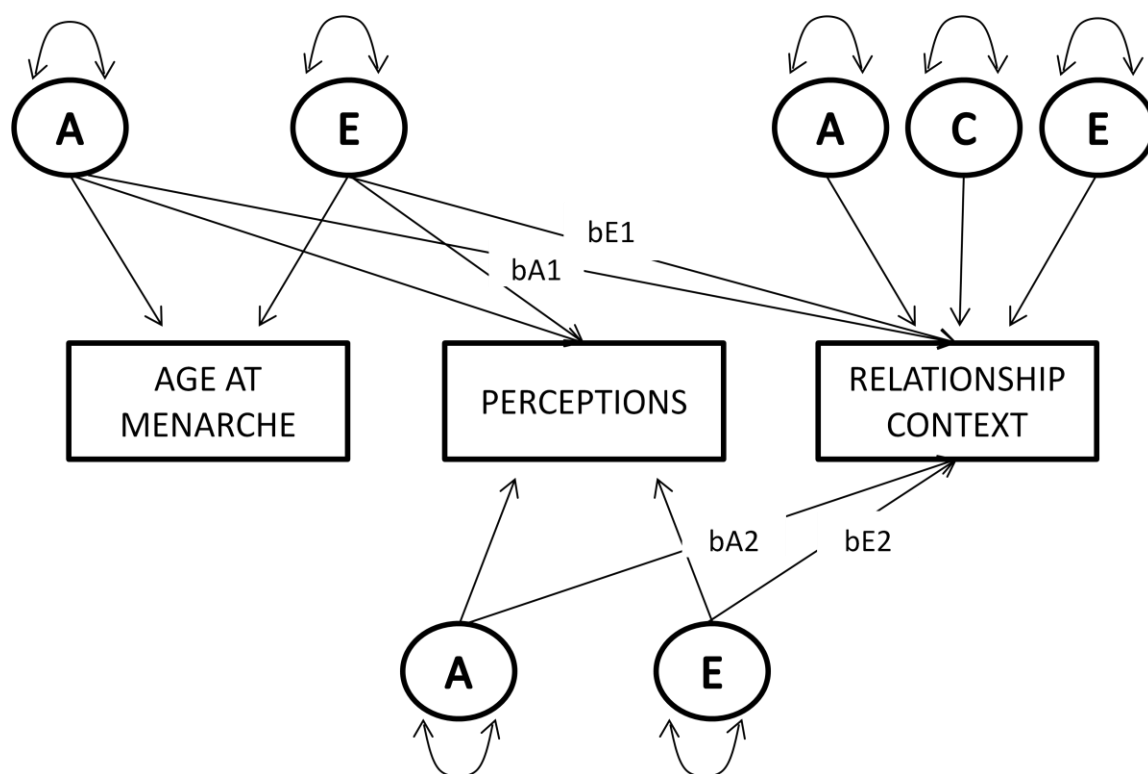 A
E
A
C
E
bE1
bA1
AGE AT
MENARCHE
PERCEPTIONS
RELATIONSHIP
CONTEXT
bA2
bE2
A
E